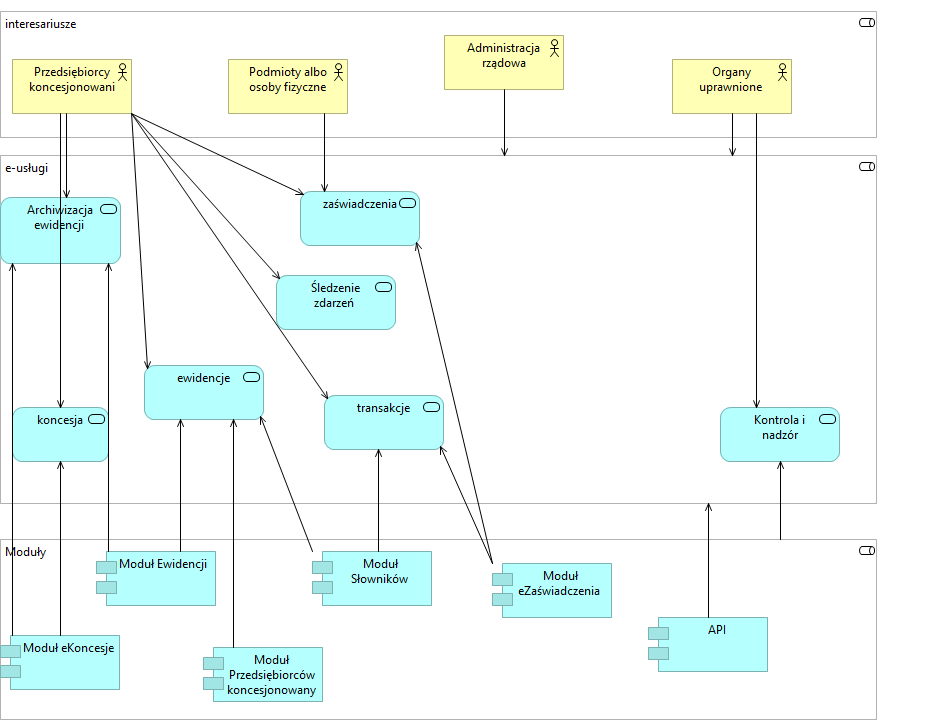 interesariusze
Przedsiębiorcy
koncesjonowani
Podmioty albo
osoby fizyczne
Administracja
rządowa
Organy
uprawnione
e-usługi
Archiwizacja
ewidencji
zaświadczenia
Śledzenie
zdarzeń
ewidencje
transakcje
koncesja
Kontrola i
nadzór
Moduły
Moduł Ewidencji
Moduł
Słowników
Moduł
eZaświadczenia
API
Moduł eKoncesje
Moduł
Przedsiębiorców
koncesjonowany